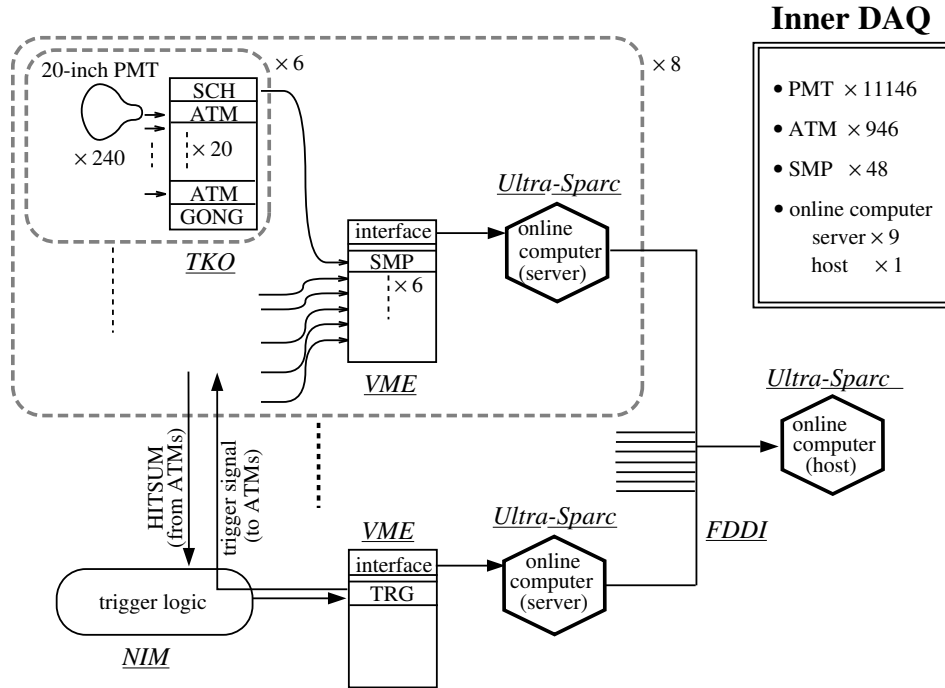 Inner DAQ
• PMT × 11146
• ATM × 946
• SMP × 48
• online computer
server × 9
host × 1
× 8
× 6
20-inch PMT
× 240
SCH
ATM
× 20
ATM
GONG
TKO
interface
SMP
× 6
VME
Ultra-Sparc
online
computer
(server)
HITSUM
(from ATMs)
trigger signal
(to ATMs)
trigger logic
NIM
VME
interface
TRG
Ultra-Sparc
online
computer
(server)
FDDI
Ultra-Sparc
online
computer
(host)